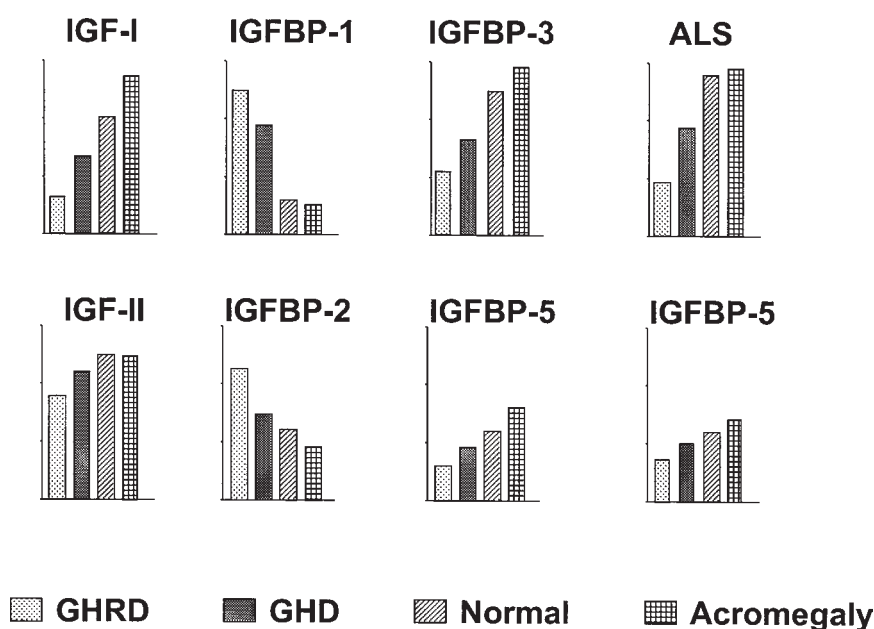 IGF-I IGFBP-1 IGFBP-3 ALS
IGF-II IGFBP-2 IGFBP-5 IGFBP-5
GHRD GHD Normal Acromegaly